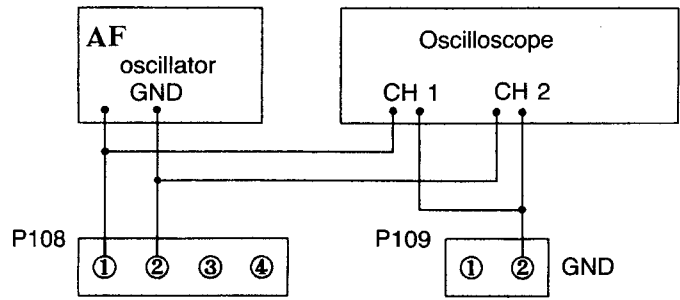 AF
oscillator
GND
Oscilloscope
CH 1 CH 2
P108
① ② ③ ④
P109
① ② GND